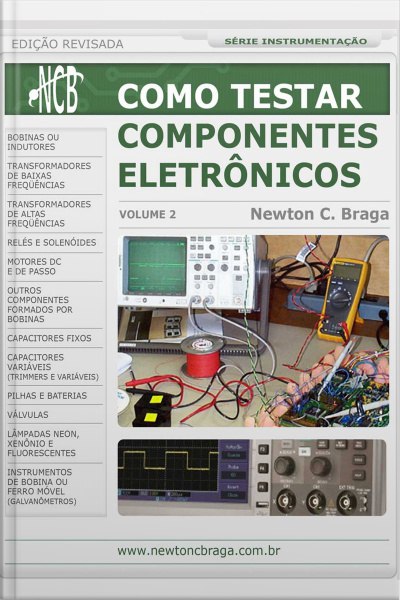 EDIÇÃO REVISADA
SÉRIE INSTRUMENTAÇÃO
NCB
COMO TESTAR
COMPONENTES
ELETRÔNICOS
VOLUME 2
Newton C. Braga
BOBINAS OU
INDUTORES
TRANSFORMADORES
DE BAIXAS
FREQÜÊNCIAS
TRANSFORMADORES
DE ALTAS
FREQÜÊNCIAS
RELÉS E SOLENÓIDES
MOTORES DC
E DE PASSO
OUTROS
COMPONENTES
FORMADOS POR
BOBINAS
CAPACITORES FIXOS
CAPACITORES
VARIÁVEIS
(TRIMMERS E VARIÁVEIS)
PILHAS E BATERIAS
VÁLVULAS
LÂMPADAS NEON,
XENÔNIO E
FLUORESCENTES
INSTRUMENTOS
DE BOBINA OU
FERRO MÓVEL
(GALVANÔMETROS)
www.newtoncbraga.com.br